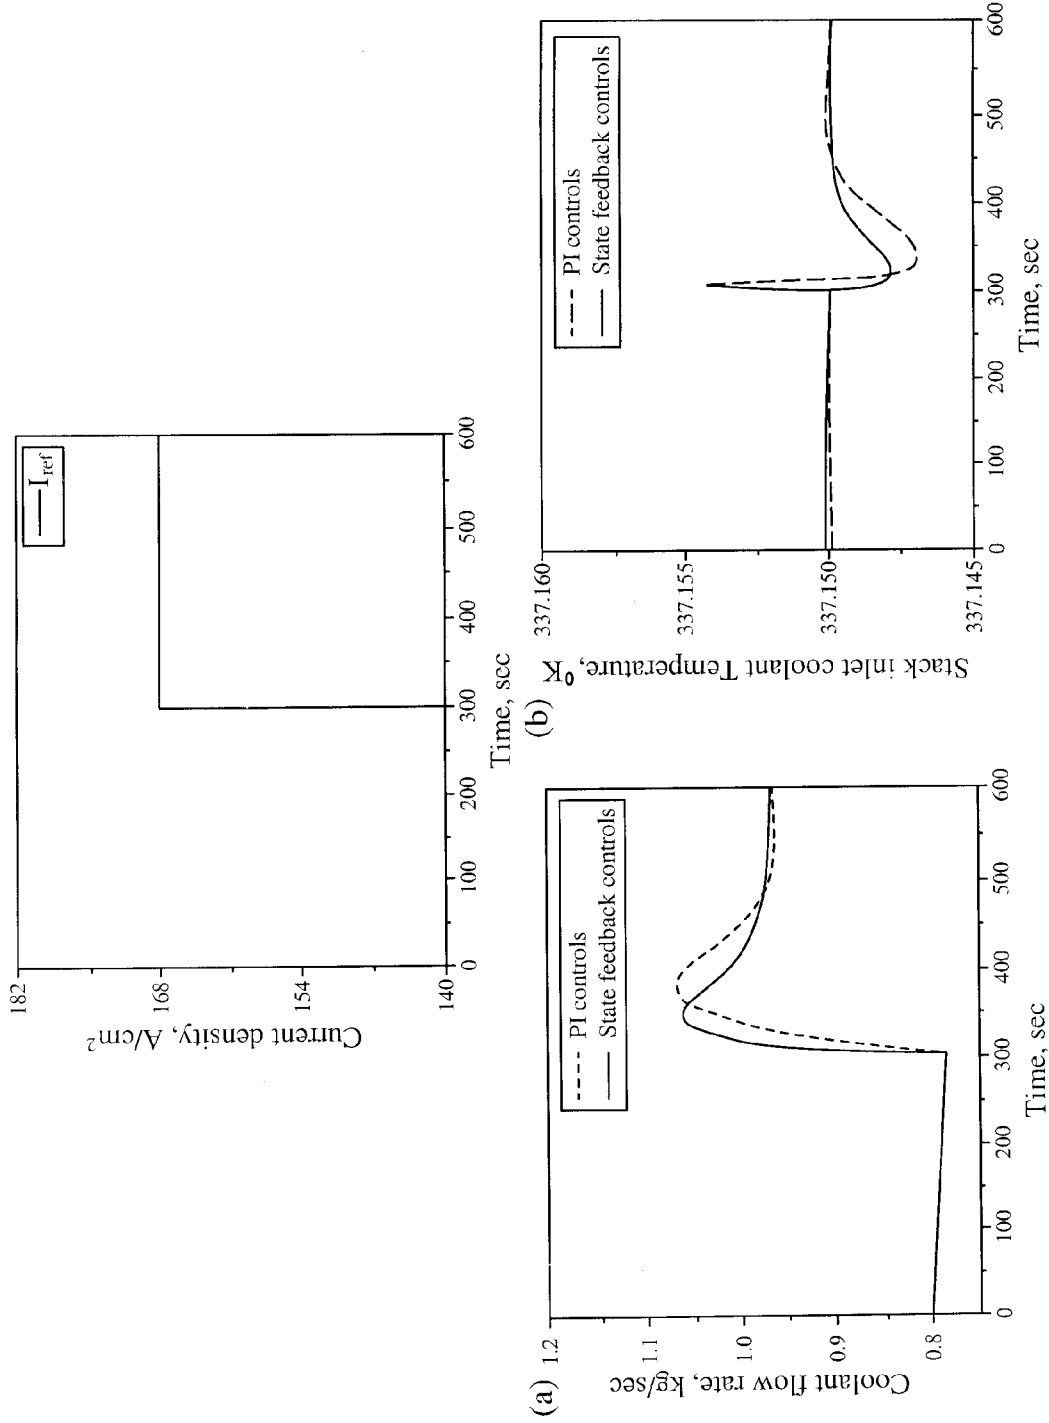 182
168
154
140
Current density, A/cm²
I_ref
0
100
200
300
400
500
600
Time, sec
(a)
1.2
1.1
1.0
0.9
0.8
Coolant flow rate, kg/sec
PI controls
State feedback controls
0
100
200
300
400
500
600
Time, sec
(b)
337.160
337.155
337.150
337.145
Stack inlet coolant Temperature, ⁰K
PI controls
State feedback controls
0
100
200
300
400
500
600
Time, sec